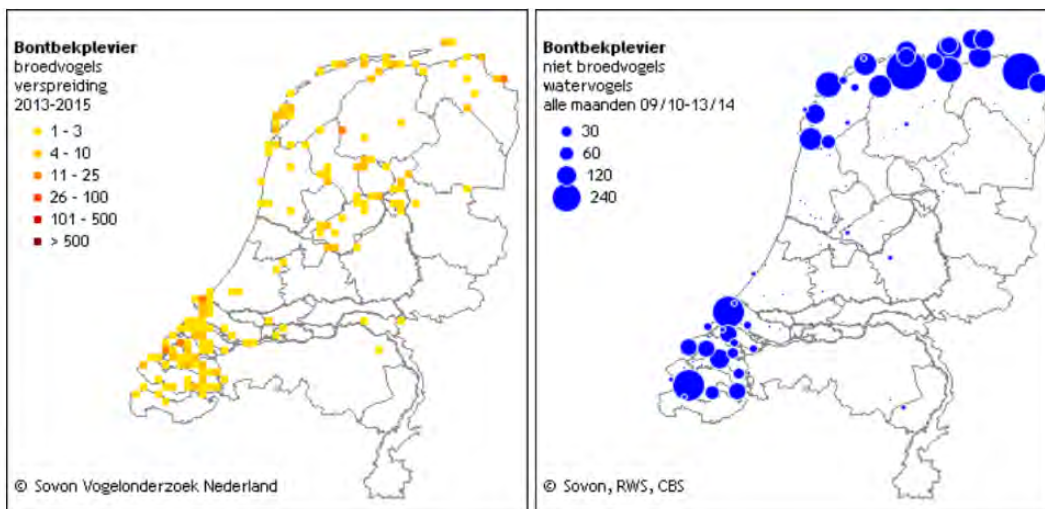 Bontbekplevier
broedvogels
verspreiding
2013-2015
1 - 3
4 - 10
11 - 25
26 - 100
101 - 500
> 500
© Sovon Vogelonderzoek Nederland
Bontbekplevier
niet broedvogels
watervogels
alle maanden 09/10-13/14
30
60
120
240
© Sovon, RWS, CBS